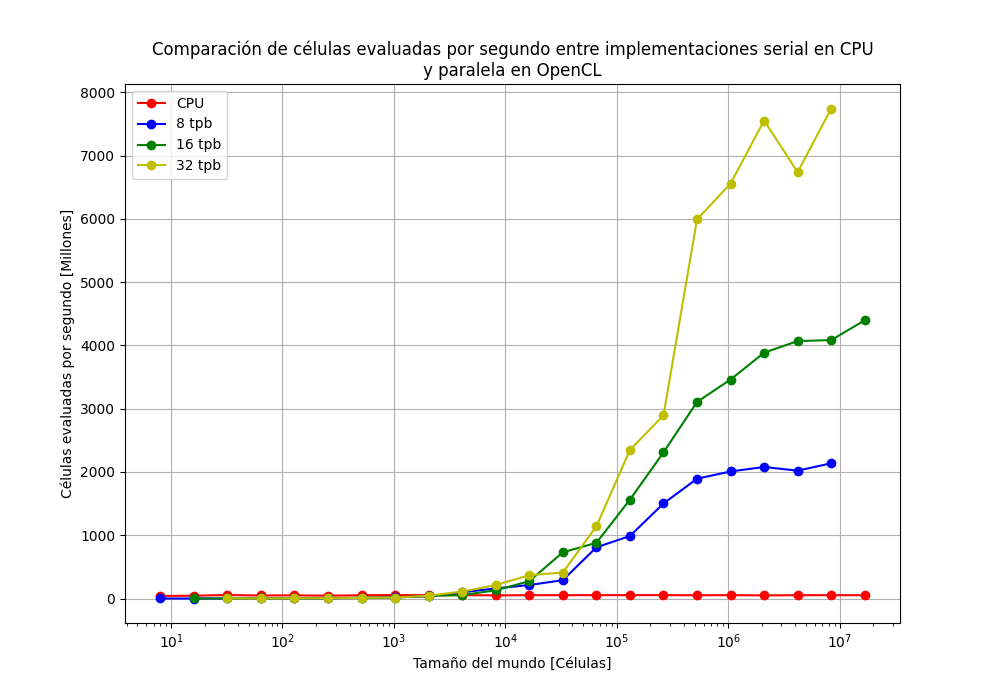 Comparación de células evaluadas por segundo entre implementaciones serial en CPU
y paralela en OpenCL
CPU
8 tpb
16 tpb
32 tpb
Células evaluadas por segundo [Millones]
8000
7000
6000
5000
4000
3000
2000
1000
0
10¹ 10² 10³ 10⁴ 10⁵ 10⁶ 10⁷
Tamaño del mundo [Células]